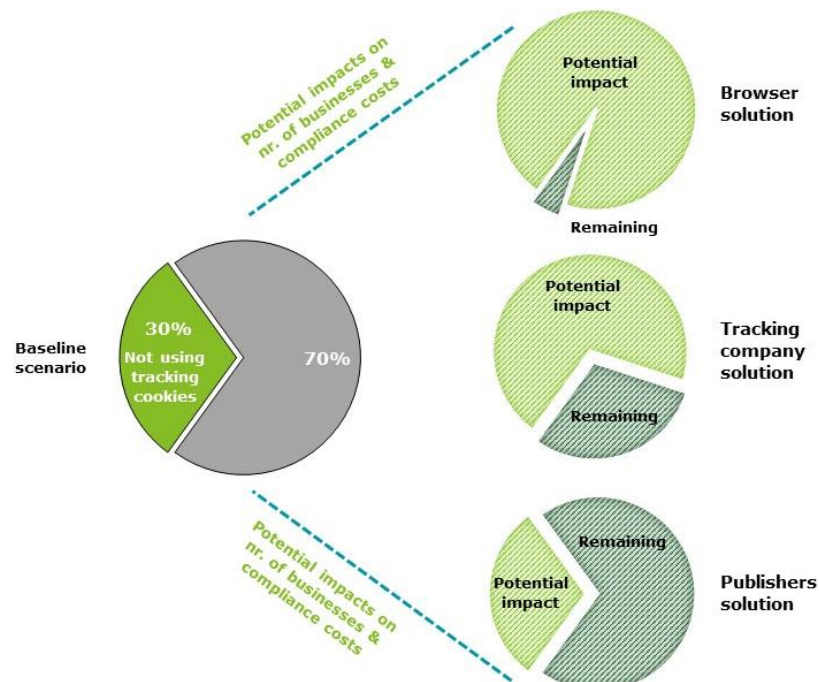 Potential impacts on
nr. of businesses &
compliance costs
Potential
impact
Browser
solution
Remaining
Baseline
scenario
30%
Not using
tracking
cookies
70%
Potential
impact
Tracking
company
solution
Remaining
Potential impacts on
nr. of businesses &
compliance costs
Remaining
Potential
impact
Publishers
solution